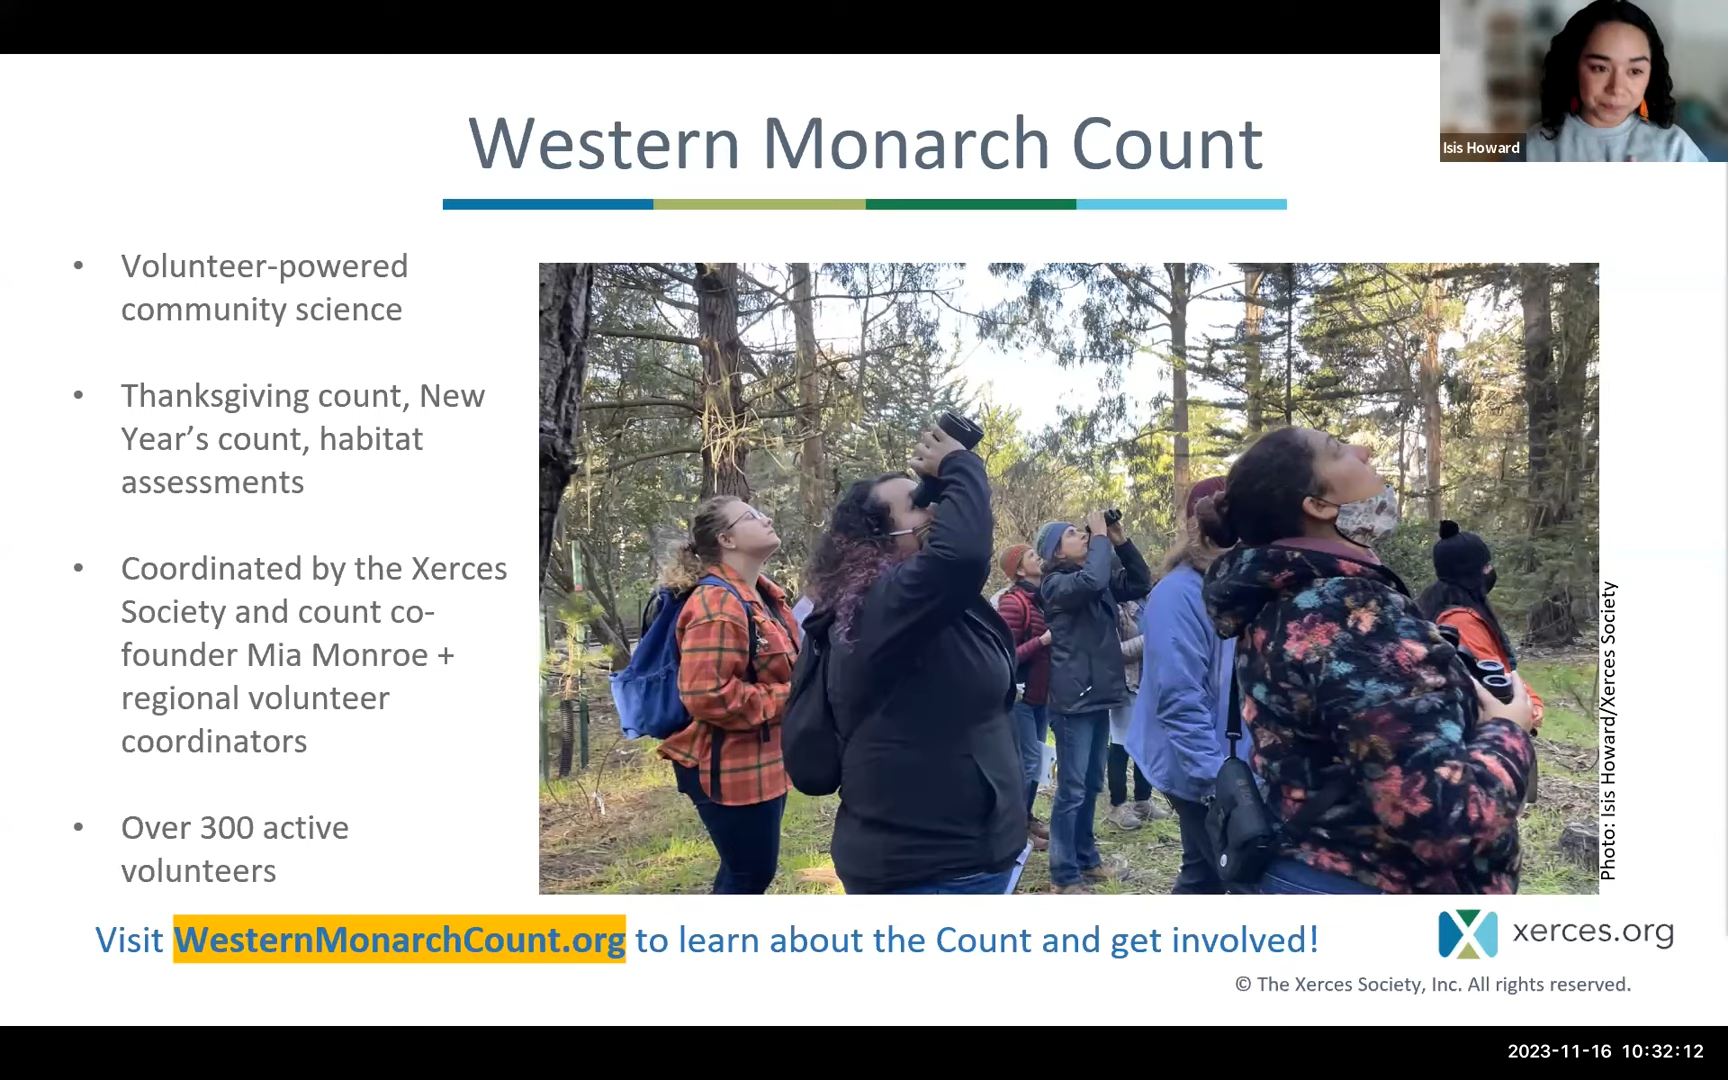 Western Monarch Count
Isis Howard
• Volunteer-powered
community science
• Thanksgiving count, New
Year’s count, habitat
assessments
• Coordinated by the Xerces
Society and count co-
founder Mia Monroe +
regional volunteer
coordinators
• Over 300 active
volunteers
Photo: Isis Howard/Xerces Society
Visit WesternMonarchCount.org to learn about the Count and get involved!
xerces.org
© The Xerces Society, Inc. All rights reserved.
2023-11-16 10:32:12